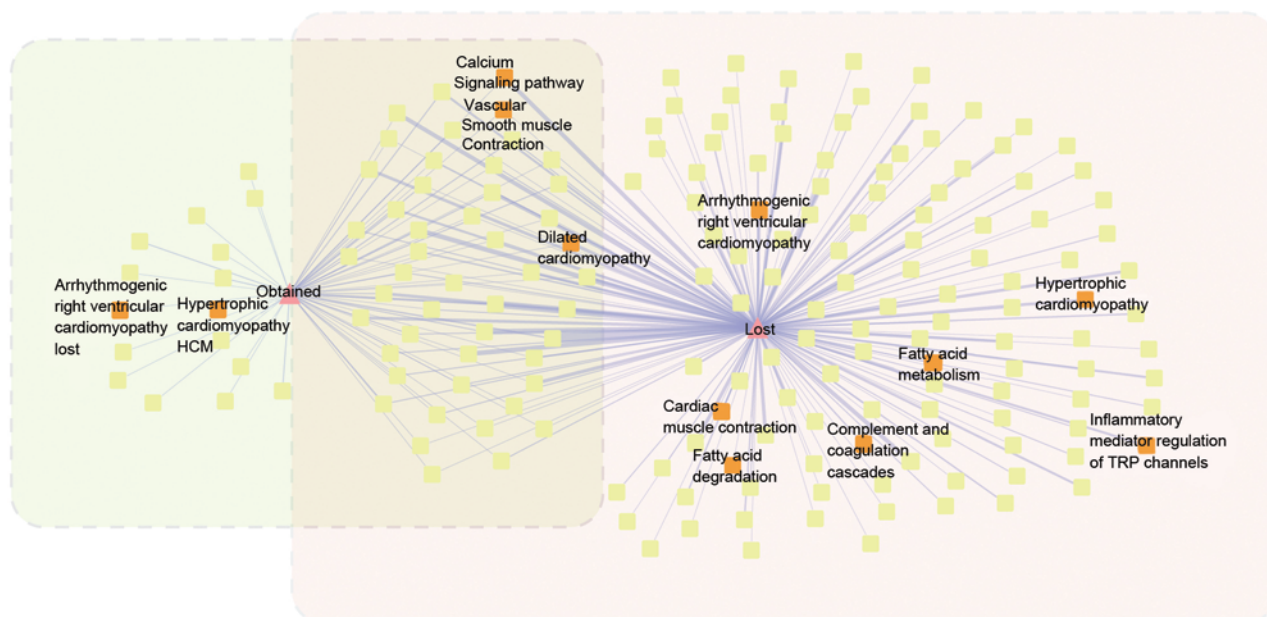 Calcium
Signaling pathway
Vascular
Smooth muscle
Contraction
Arrhythmogenic
right ventricular
cardiomyopathy
Dilated
cardiomyopathy
Arrhythmogenic
right ventricular
cardiomyopathy
lost
Hypertrophic
cardiomyopathy
HCM
Obtained
Hypertrophic
cardiomyopathy
Lost
Fatty acid
metabolism
Cardiac
muscle contraction
Fatty acid
degradation
Complement and
coagulation
cascades
Inflammatory
mediator regulation
of TRP channels